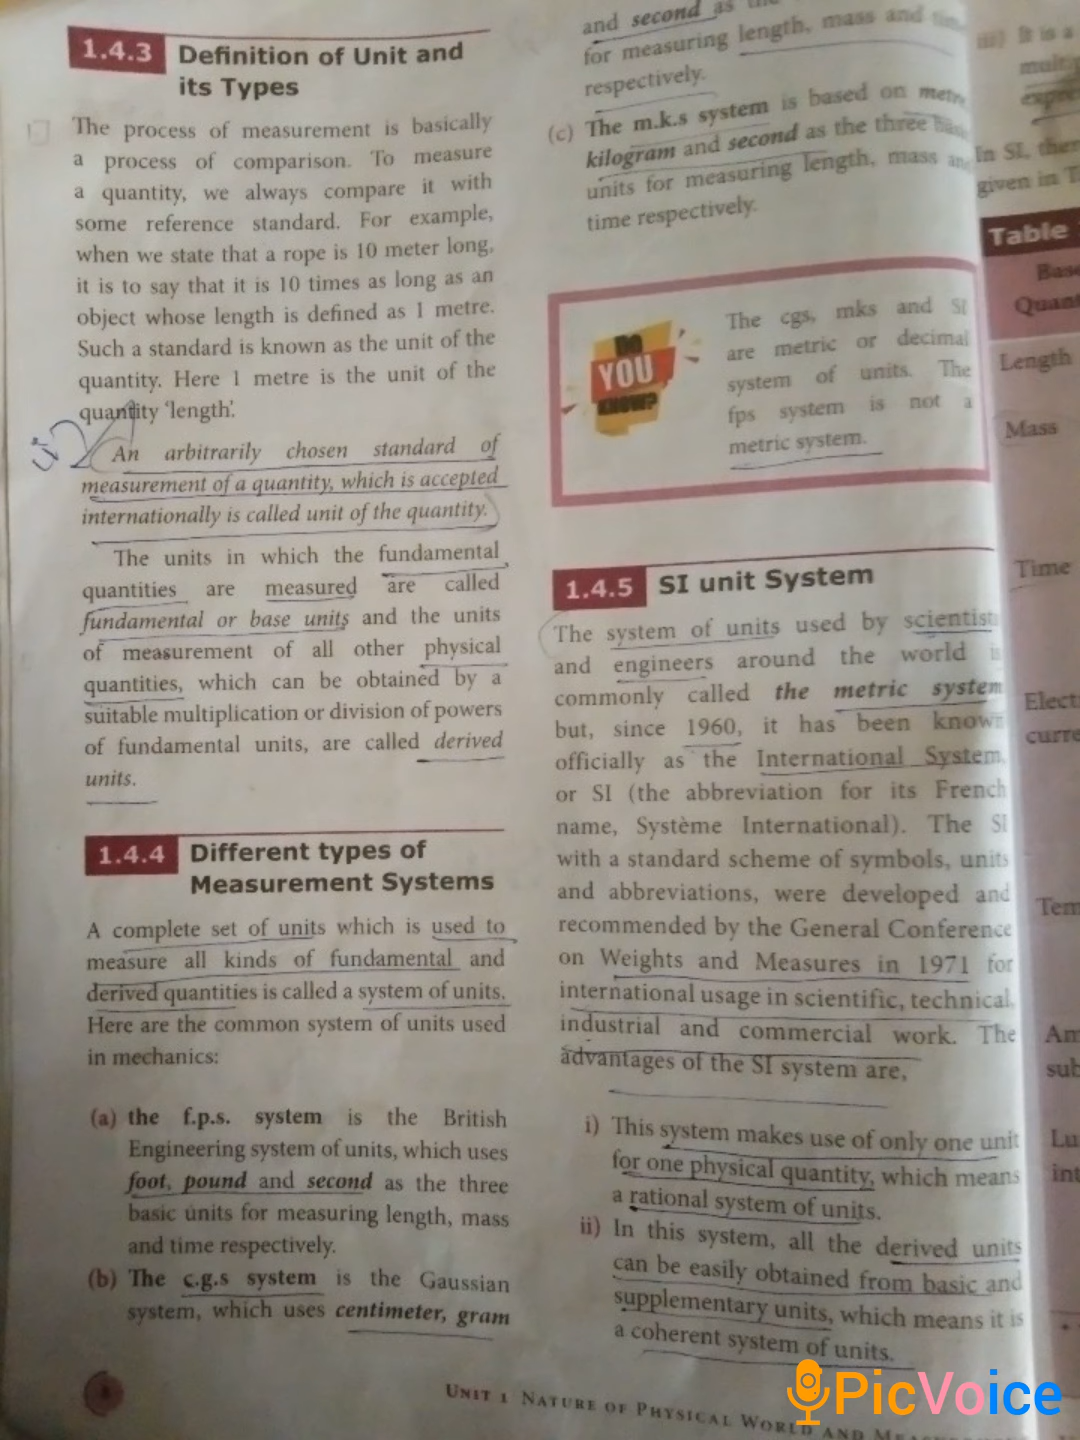 1.4.3 Definition of Unit and
its Types
The process of measurement is basically
a process of comparison. To measure
a quantity, we always compare it with
some reference standard. For example,
when we state that a rope is 10 meter long,
it is to say that it is 10 times as long as an
object whose length is defined as 1 metre.
Such a standard is known as the unit of the
quantity. Here 1 metre is the unit of the
quantity 'length'.
An arbitrarily chosen standard of
measurement of a quantity, which is accepted
internationally is called unit of the quantity.
The units in which the fundamental
quantities are measured are called
fundamental or base units and the units
of measurement of all other physical
quantities, which can be obtained by a
suitable multiplication or division of powers
of fundamental units, are called derived
units.
1.4.4 Different types of
Measurement Systems
A complete set of units which is used to
measure all kinds of fundamental and
derived quantities is called a system of units.
Here are the common system of units used
in mechanics:
(a) the f.p.s. system is the British
Engineering system of units, which uses
foot, pound and second as the three
basic units for measuring length, mass
and time respectively.
(b) The c.g.s system is the Gaussian
system, which uses centimeter, gram
and second as
for measuring length, mass and
respectively.
(c) The m.k.s system is based on metre,
kilogram and second as the three
units for measuring length, mass
time respectively.
DO
YOU
KNOW?
The cgs, mks and SI
are metric or decimal
system of units. The
fps system is not a
metric system.
1.4.5 SI unit System
The system of units used by scientist
and engineers around the world
commonly called the metric system
but, since 1960, it has been known
officially as the International System
or SI (the abbreviation for its French
name, Système International). The SI
with a standard scheme of symbols, units
and abbreviations, were developed and
recommended by the General Conference
on Weights and Measures in 1971 for
international usage in scientific, technical,
industrial and commercial work. The
advantages of the SI system are,
i) This system makes use of only one unit
for one physical quantity, which means
a rational system of units.
ii) In this system, all the derived units
can be easily obtained from basic and
supplementary units, which means it is
a coherent system of units.
iii) It is a
In SI,
given in
Table
Quant
Length
Mass
Time
Elect
curre
Tem
Am
sub
Lu
int
8
UNIT 1 NATURE OF PHYSICAL WORLD AND
PicVoice